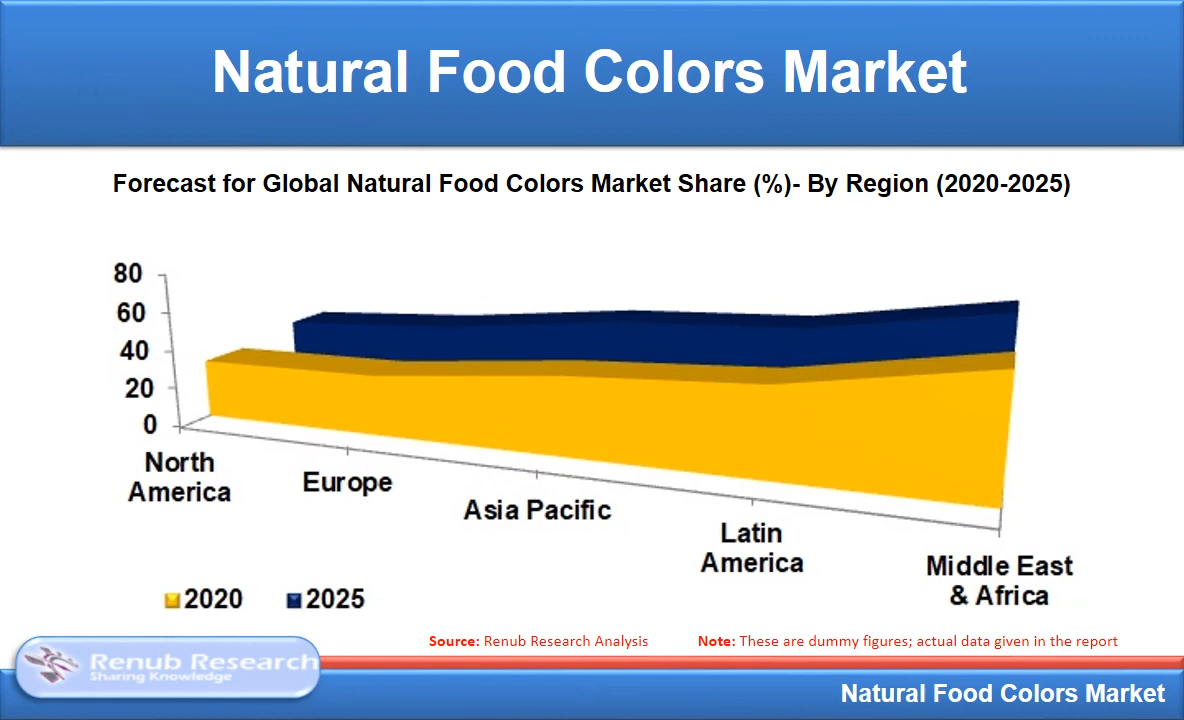 Natural Food Colors Market
Forecast for Global Natural Food Colors Market Share (%)- By Region (2020-2025)
80
60
40
20
0
North
America
Europe
Asia Pacific
Latin
America
Middle East
& Africa
2020
2025
Source: Renub Research Analysis
Note: These are dummy figures; actual data given in the report
Renub Research
Sharing Knowledge
Natural Food Colors Market